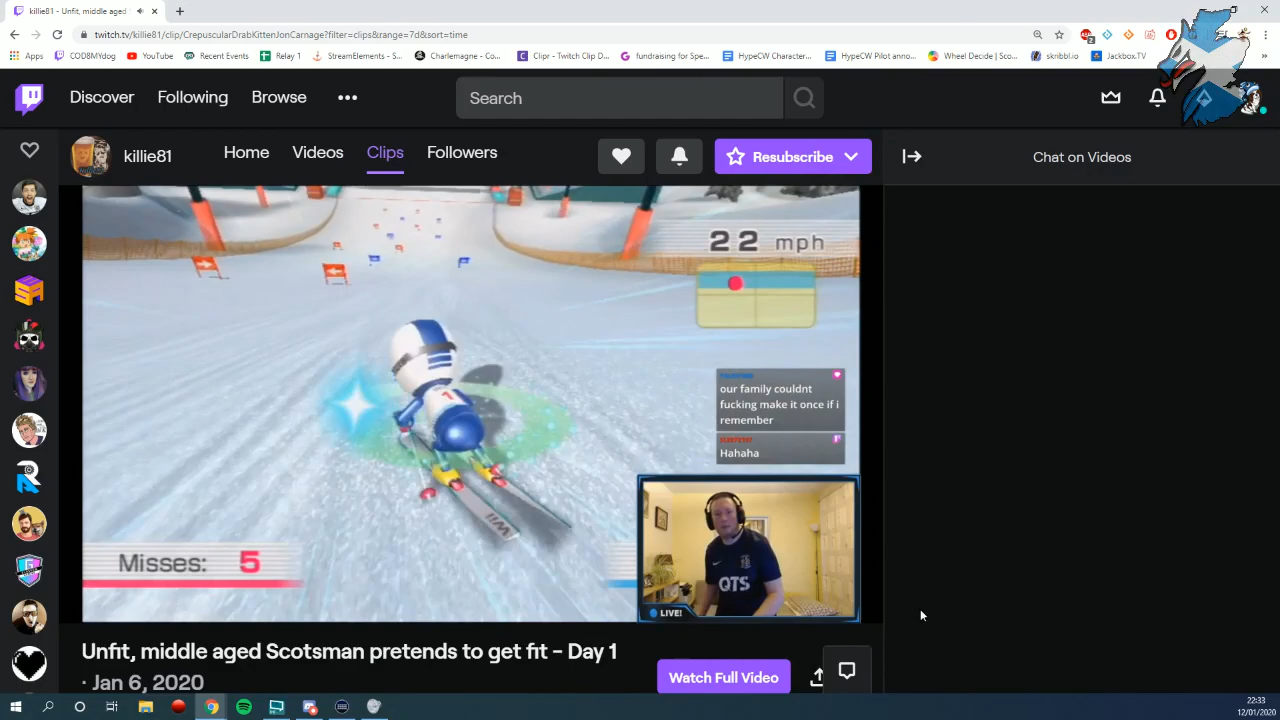 killie81 - Unfit, middle aged
twitch.tv/killie81/clip/CrepuscularDrabKittenJonCarnage?filter=clips&range=7d&sort=time
Apps
COD8MYdog
YouTube
Recent Events
Relay 1
StreamElements - S...
Charlemagne - Co...
Clipr - Twitch Clip D...
fundraising for Spe...
HypeCW Character...
HypeCW Pilot anno...
Wheel Decide | Sco...
skribbl.io
Jackbox.TV
Discover
Following
Browse
Search
killie81
Home
Videos
Clips
Followers
Resubscribe
Chat on Videos
22 mph
1
our family couldnt
fucking make it once if i
remember
Hahaha
Wii
Misses: 5
QTS
LIVE!
Unfit, middle aged Scotsman pretends to get fit - Day 1
· Jan 6, 2020
Watch Full Video
22:33
12/01/2020